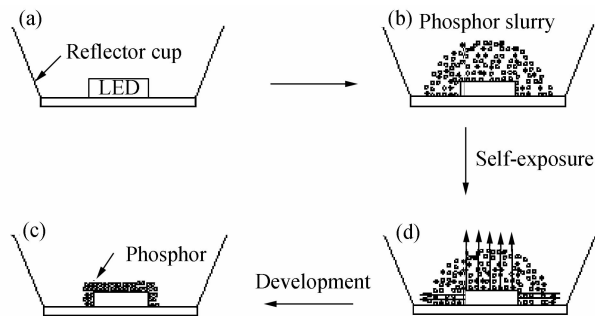 (a)
Reflector cup
LED
(b)
Phosphor slurry
Self-exposure
(c)
Phosphor
Development
(d)